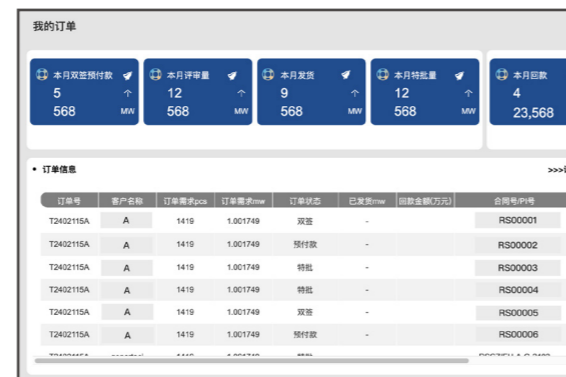 我的订单
本月双签预付款 本月评审量 本月发货 本月特批量 本月回款
5 个 12 个 9 个 12 个 4
568 MW 568 MW 568 MW 568 MW 23,568
• 订单信息 >>>
订单号 客户名称 订单需求pcs 订单需求mw 订单状态 已发货mw 回款金额(万元) 合同号/PI号
T2402115A A 1419 1.001749 双签 - RS00001
T2402115A A 1419 1.001749 预付款 - RS00002
T2402115A A 1419 1.001749 特批 - RS00003
T2402115A A 1419 1.001749 特批 - RS00004
T2402115A A 1419 1.001749 双签 - RS00005
T2402115A A 1419 1.001749 预付款 - RS00006